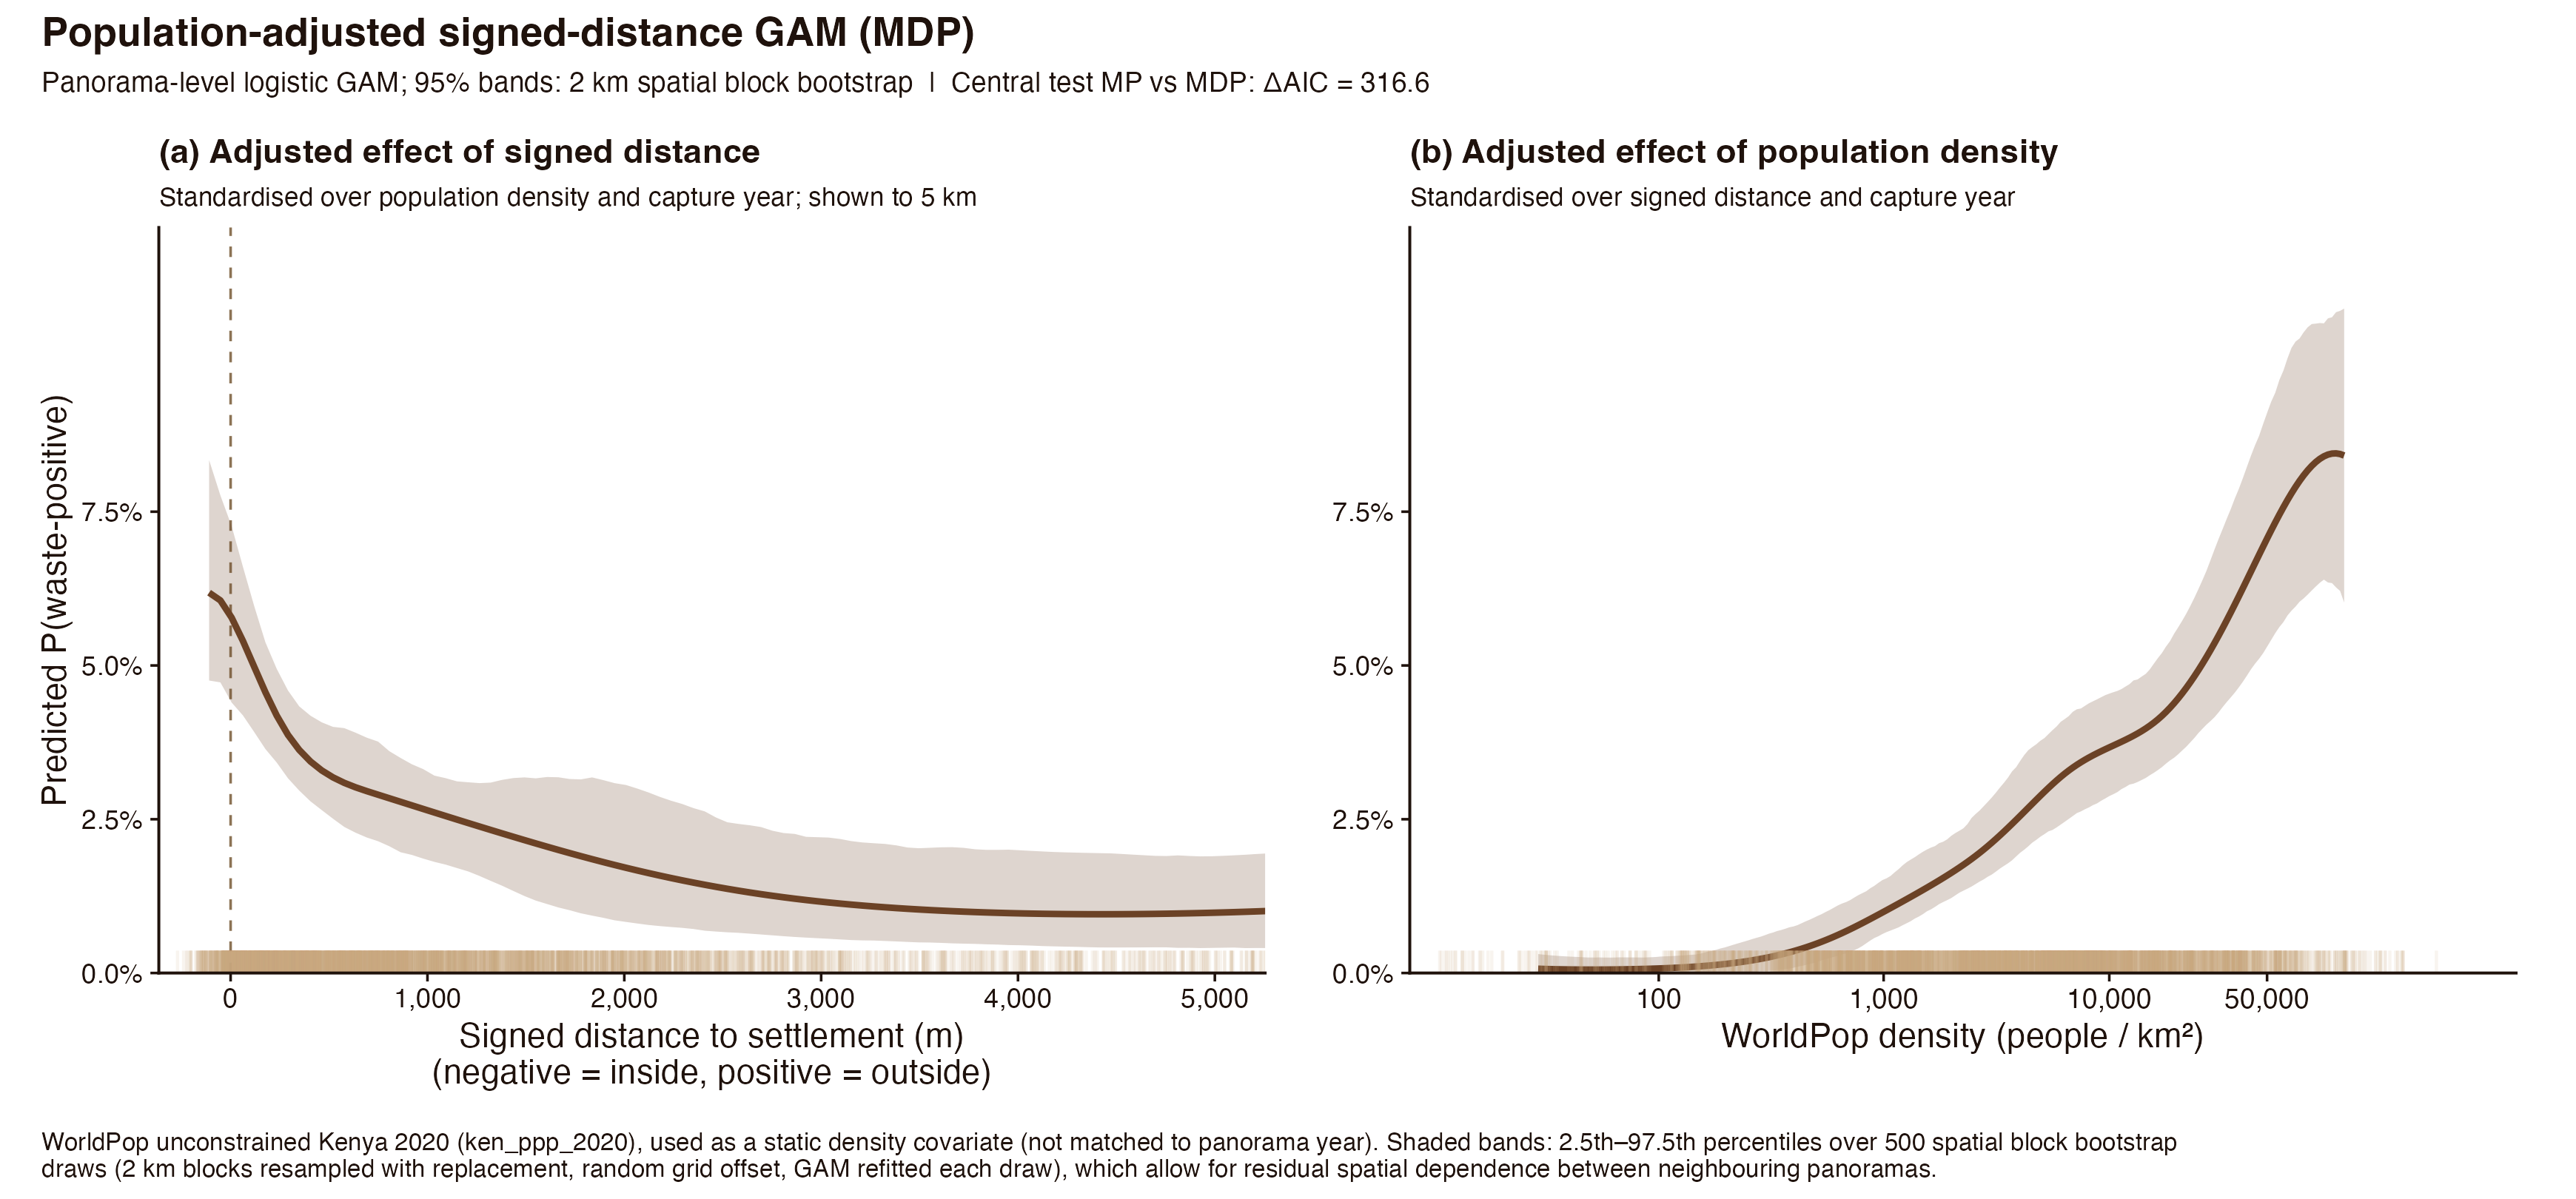 Population-adjusted signed-distance GAM (MDP)
Panorama-level logistic GAM; 95% bands: 2 km spatial block bootstrap | Central test MP vs MDP: ΔAIC = 316.6
(a) Adjusted effect of signed distance
Standardised over population density and capture year; shown to 5 km
Predicted P(waste-positive)
7.5%
5.0%
2.5%
0.0%
0 1,000 2,000 3,000 4,000 5,000
Signed distance to settlement (m)
(negative = inside, positive = outside)
(b) Adjusted effect of population density
Standardised over signed distance and capture year
7.5%
5.0%
2.5%
0.0%
100 1,000 10,000 50,000
WorldPop density (people / km²)
WorldPop unconstrained Kenya 2020 (ken_ppp_2020), used as a static density covariate (not matched to panorama year). Shaded bands: 2.5th–97.5th percentiles over 500 spatial block bootstrap
draws (2 km blocks resampled with replacement, random grid offset, GAM refitted each draw), which allow for residual spatial dependence between neighbouring panoramas.